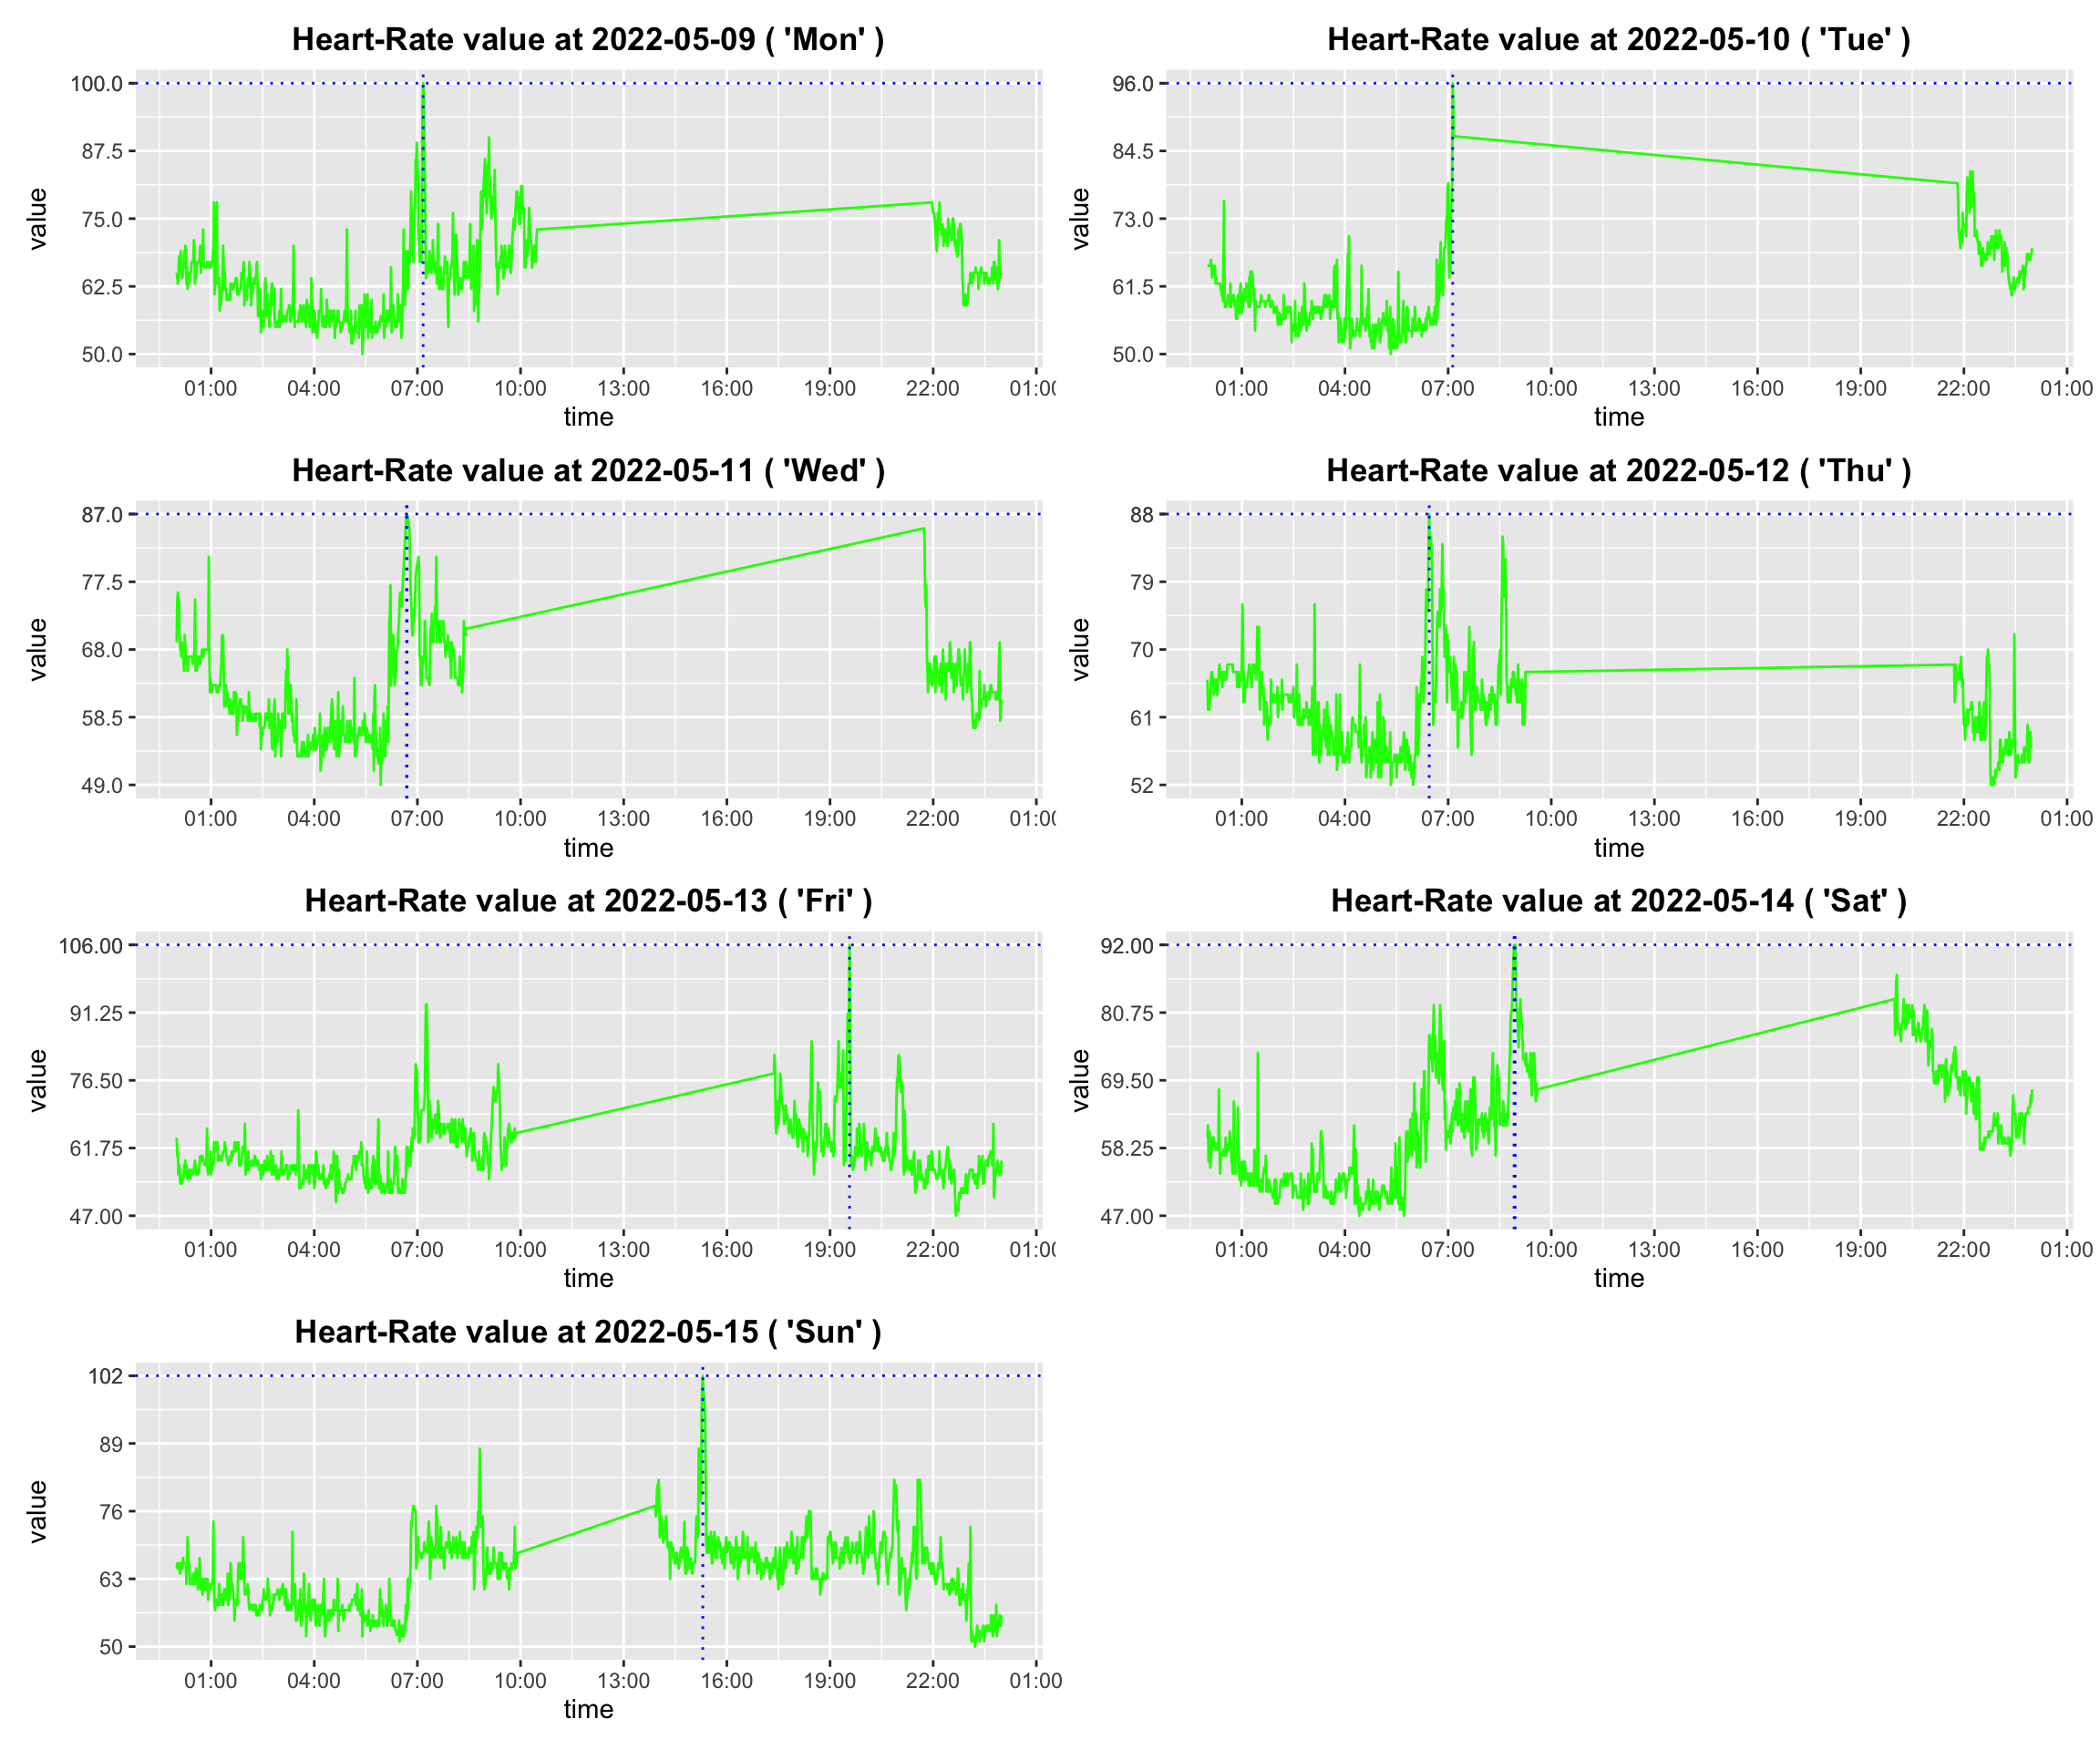 Heart-Rate value at 2022-05-09 ( 'Mon' )
100.0
87.5
75.0
62.5
50.0
value
01:00 04:00 07:00 10:00 13:00 16:00 19:00 22:00 01:00
time
Heart-Rate value at 2022-05-10 ( 'Tue' )
96.0
84.5
73.0
61.5
50.0
value
01:00 04:00 07:00 10:00 13:00 16:00 19:00 22:00 01:00
time
Heart-Rate value at 2022-05-11 ( 'Wed' )
87.0
77.5
68.0
58.5
49.0
value
01:00 04:00 07:00 10:00 13:00 16:00 19:00 22:00 01:00
time
Heart-Rate value at 2022-05-12 ( 'Thu' )
88
79
70
61
52
value
01:00 04:00 07:00 10:00 13:00 16:00 19:00 22:00 01:00
time
Heart-Rate value at 2022-05-13 ( 'Fri' )
106.00
91.25
76.50
61.75
47.00
value
01:00 04:00 07:00 10:00 13:00 16:00 19:00 22:00 01:00
time
Heart-Rate value at 2022-05-14 ( 'Sat' )
92.00
80.75
69.50
58.25
47.00
value
01:00 04:00 07:00 10:00 13:00 16:00 19:00 22:00 01:00
time
Heart-Rate value at 2022-05-15 ( 'Sun' )
102
89
76
63
50
value
01:00 04:00 07:00 10:00 13:00 16:00 19:00 22:00 01:00
time